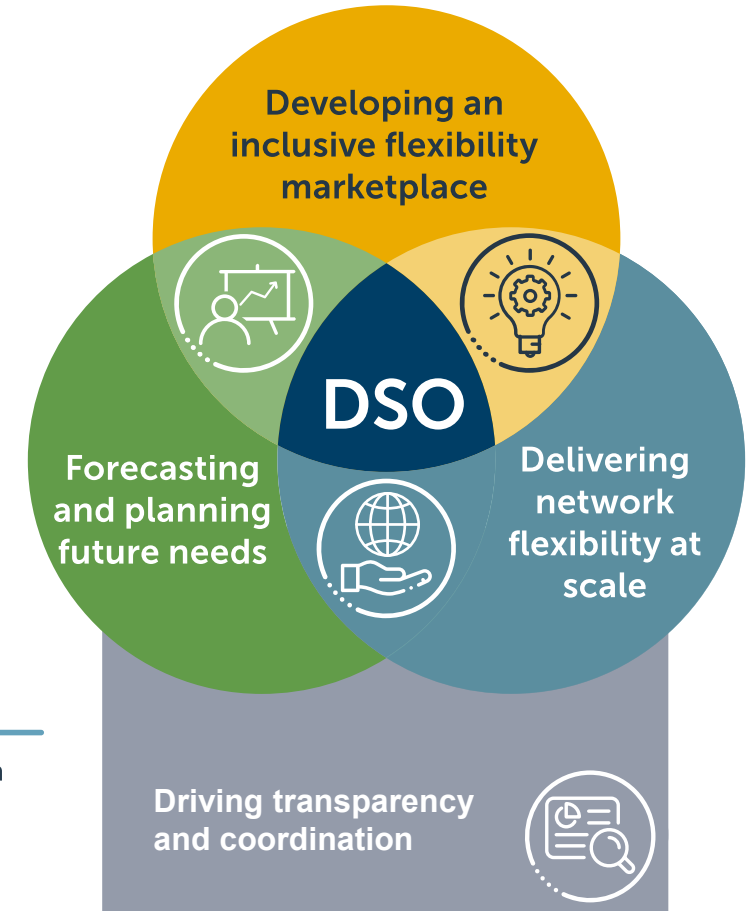 Developing an
inclusive flexibility
marketplace
DSO
Forecasting
and planning
future needs
Delivering
network
flexibility at
scale
Driving transparency
and coordination